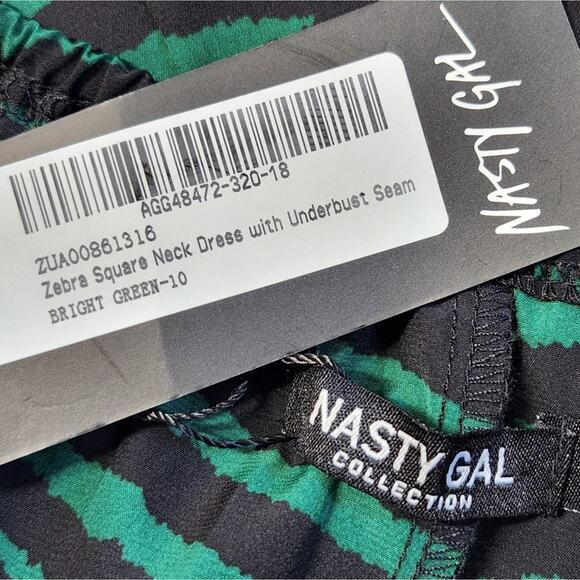 NASTY GAL
AGG48472-320-18
ZUA00861316
Zebra Square Neck Dress with Underbust Seam
BRIGHT GREEN-10
NASTY GAL
COLLECTION